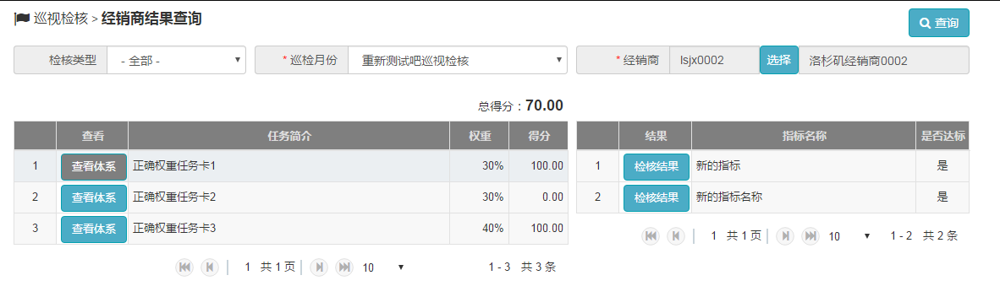 巡视检核 > 经销商结果查询
查询
检核类型 - 全部 - * 巡检月份 重新测试吧巡视检核 * 经销商 lsjx0002 选择 洛杉矶经销商0002
总得分：70.00
查看 任务简介 权重 得分
1 查看体系 正确权重任务卡1 30% 100.00
2 查看体系 正确权重任务卡2 30% 0.00
3 查看体系 正确权重任务卡3 40% 100.00
1 共 1 页 10 1 - 3 共 3 条
结果 指标名称 是否达标
1 检核结果 新的指标 是
2 检核结果 新的指标名称 是
1 共 1 页 10 1 - 2 共 2 条